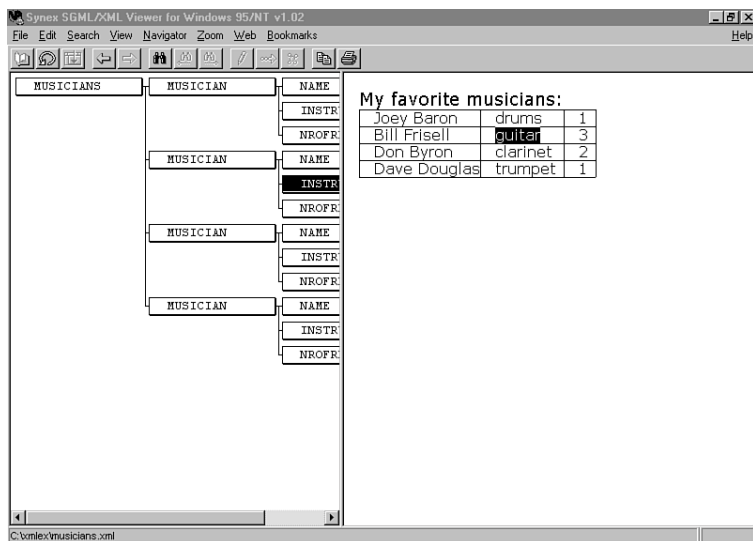 Synex SGML/XML Viewer for Windows 95/NT v1.02
File Edit Search View Navigator Zoom Web Bookmarks Help
MUSICIANS MUSICIAN NAME
INSTR
NROFR
MUSICIAN NAME
INSTR
NROFR
MUSICIAN NAME
INSTR
NROFR
MUSICIAN NAME
INSTR
NROFR
My favorite musicians:
Joey Baron drums 1
Bill Frisell guitar 3
Don Byron clarinet 2
Dave Douglas trumpet 1
C:\xmlex\musicians.xml